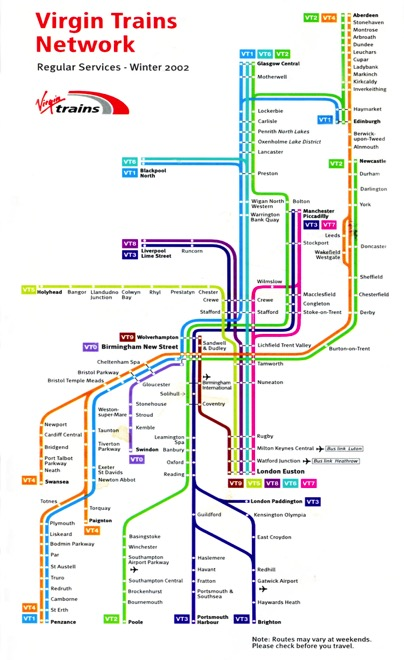 Virgin Trains
Network
Regular Services - Winter 2002
Virgin
trains
VT2 VT4 Aberdeen
Stonehaven
Montrose
Arbroath
Dundee
Leuchars
Cupar
Ladybank
Markinch
Kirkcaldy
Inverkeithing
VT1 VT6 VT2
Glasgow Central
Motherwell
Haymarket
VT1 Edinburgh
Lockerbie
Carlisle
Penrith North Lakes
Oxenholme Lake District
Lancaster
Preston
Berwick-
upon-Tweed
Alnmouth
VT2 Newcastle
Durham
Darlington
York
VT6
VT1 Blackpool
North
Wigan North
Western
Warrington
Bank Quay
Bolton
Manchester
Piccadilly
VT3 VT7
Leeds
Stockport
Wakefield
Westgate
Doncaster
VT8
Liverpool
Lime Street
VT3
Runcorn
Sheffield
Chesterfield
Derby
VT5
Holyhead
Bangor
Llandudno
Junction
Colwyn
Bay
Rhyl
Prestatyn
Chester
Wilmslow
Crewe
Crewe
Macclesfield
Congleton
Stafford
Stafford
Stoke-on-Trent
VT9 Wolverhampton
Sandwell
& Dudley
VT0 Birmingham New Street
Lichfield Trent Valley
Burton-on-Trent
Tamworth
Cheltenham Spa
Bristol Parkway
Bristol Temple Meads
Birmingham
International
Nuneaton
Gloucester
Solihull
Stonehouse
Coventry
Weston-
super-Mare
Stroud
Kemble
Newport
Cardiff Central
Bridgend
Port Talbot
Parkway
Neath
VT4 Swansea
Taunton
Tiverton
Parkway
Swindon
VT0
Leamington
Spa
Banbury
Oxford
Reading
Rugby
Milton Keynes Central
Bus link Luton
Watford Junction
Bus link Heathrow
London Euston
VT9 VT5 VT8 VT6 VT7
Exeter
St Davids
Newton Abbot
Totnes
Torquay
Paignton
VT4
London Paddington VT3
Guildford
Kensington Olympia
Plymouth
Liskeard
Bodmin Parkway
Par
St Austell
Truro
Redruth
Camborne
St Erth
VT4
VT1 Penzance
Basingstoke
Winchester
Southampton
Airport Parkway
Southampton Central
Brockenhurst
Bournemouth
VT2 Poole
East Croydon
Haslemere
Havant
Fratton
Portsmouth &
Southsea
VT3 Portsmouth
Harbour
Redhill
Gatwick Airport
Haywards Heath
VT3 Brighton
Note: Routes may vary at weekends.
Please check before you travel.